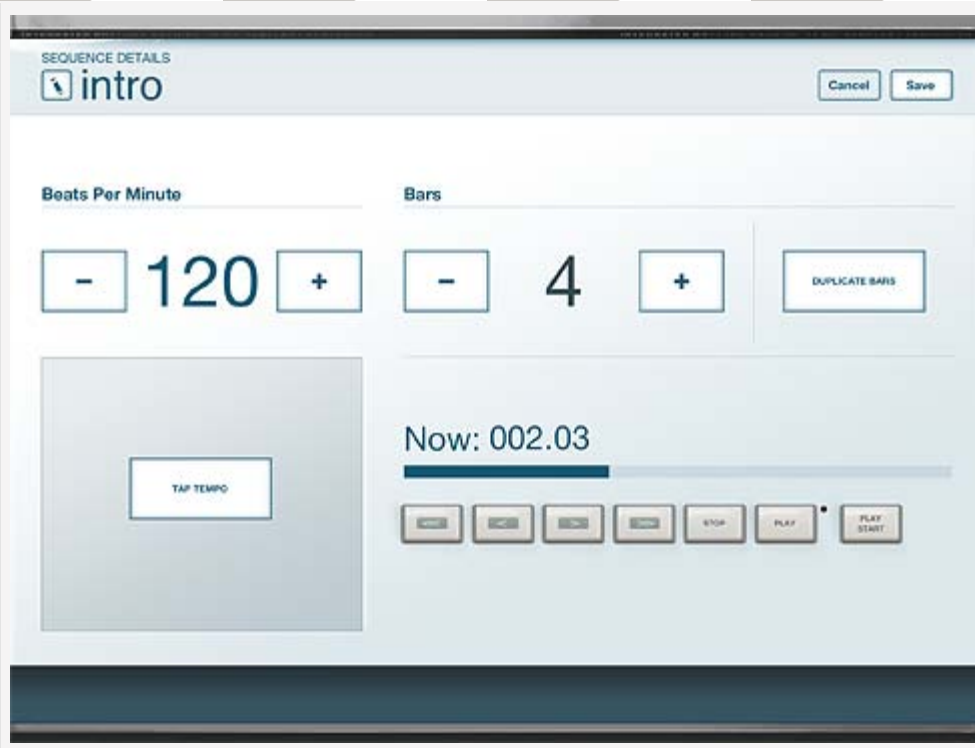 SEQUENCE DETAILS
intro
Cancel
Save
Beats Per Minute
Bars
- 120 +
- 4 +
DUPLICATE BARS
Now: 002.03
TAP TEMPO
<<<
<
>
>>>
STOP
PLAY
PLAY
START